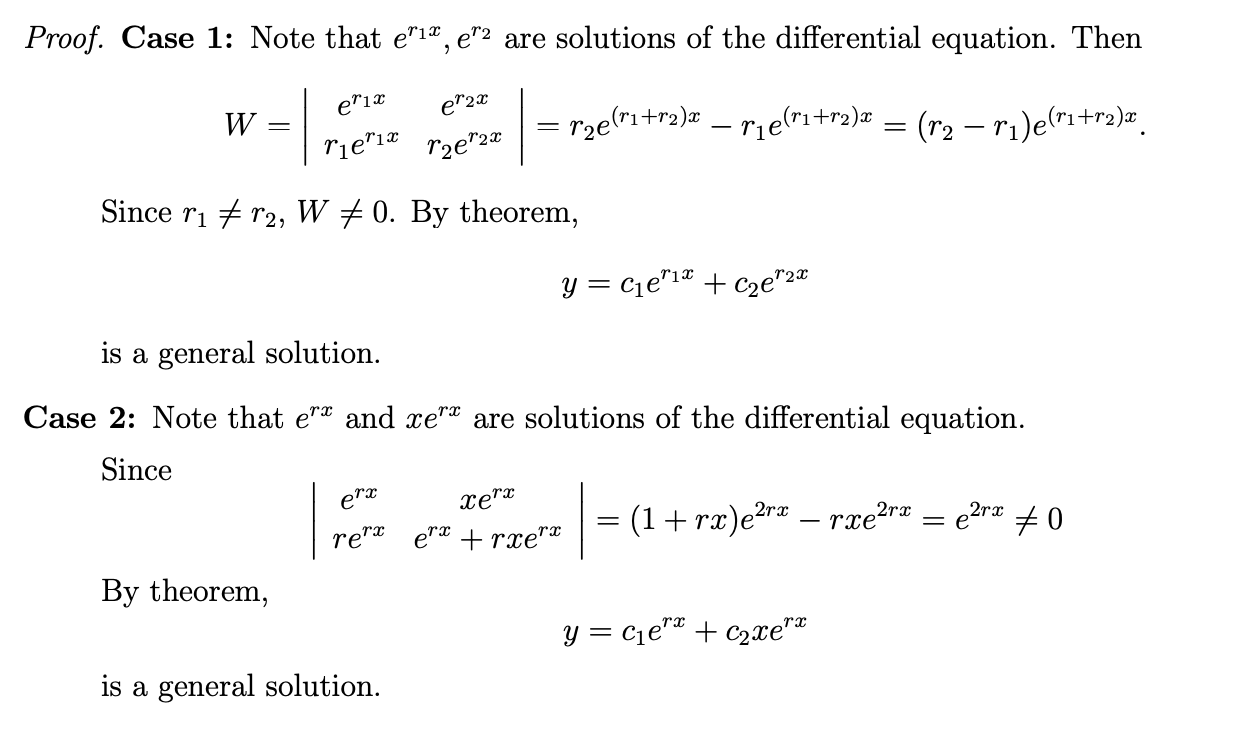 Proof. Case 1: Note that $e^{r_1 x}, e^{r_2}$ are solutions of the differential equation. Then
$W = \begin{vmatrix} e^{r_1 x} & e^{r_2 x} \\ r_1 e^{r_1 x} & r_2 e^{r_2 x} \end{vmatrix} = r_2 e^{(r_1+r_2)x} - r_1 e^{(r_1+r_2)x} = (r_2 - r_1)e^{(r_1+r_2)x}.$
Since $r_1 \neq r_2$, $W \neq 0$. By theorem,
$y = c_1 e^{r_1 x} + c_2 e^{r_2 x}$
is a general solution.
Case 2: Note that $e^{rx}$ and $xe^{rx}$ are solutions of the differential equation.
Since
$\begin{vmatrix} e^{rx} & xe^{rx} \\ re^{rx} & e^{rx} + rxe^{rx} \end{vmatrix} = (1 + rx)e^{2rx} - rxe^{2rx} = e^{2rx} \neq 0$
By theorem,
$y = c_1 e^{rx} + c_2 xe^{rx}$
is a general solution.